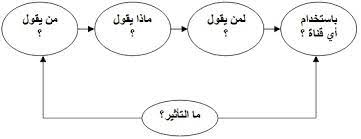 من يقول
؟
ماذا يقول
؟
لمن يقول
؟
باستخدام
أي قناة ؟
ما التأثير؟